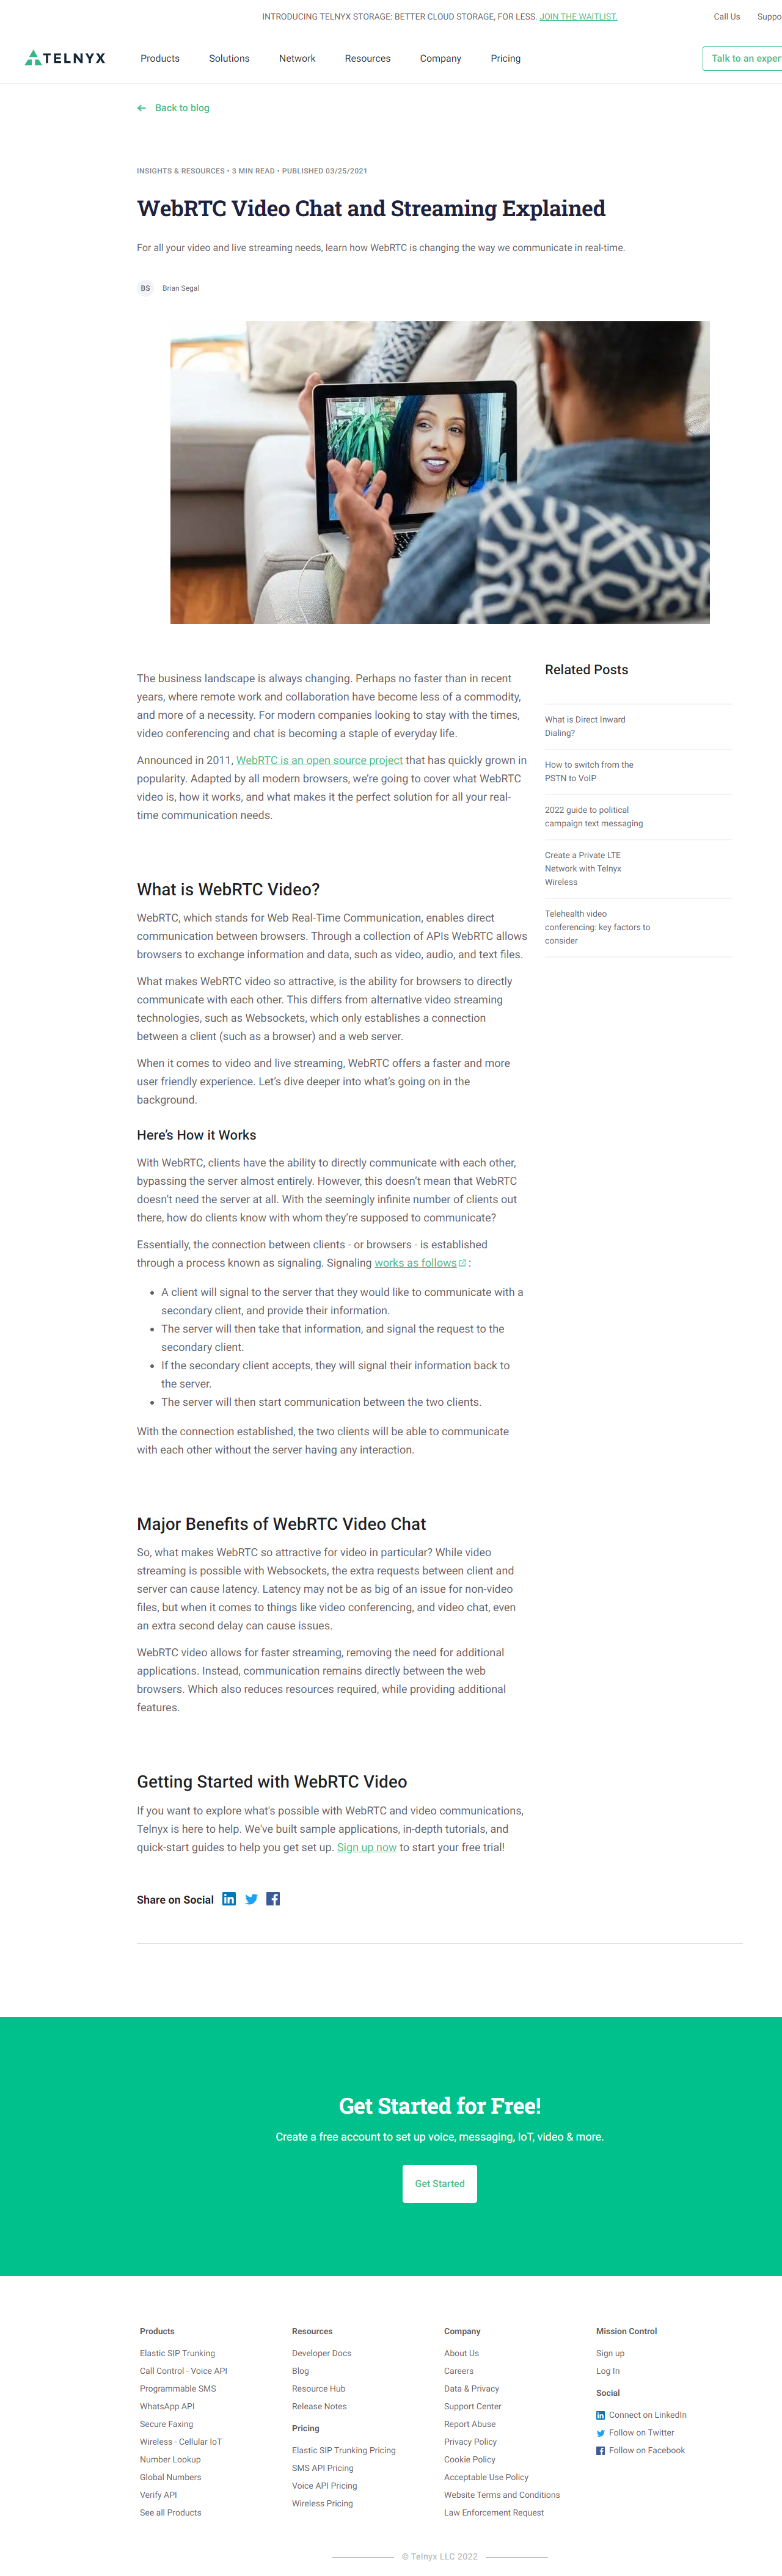 INTRODUCING TELNYX STORAGE: BETTER CLOUD STORAGE, FOR LESS. JOIN THE WAITLIST.
Call Us
TELNYX
Products
Solutions
Network
Resources
Company
Pricing
Talk to an exper
Back to blog
INSIGHTS & RESOURCES • 3 MIN READ • PUBLISHED 03/25/2021
WebRTC Video Chat and Streaming Explained
For all your video and live streaming needs, learn how WebRTC is changing the way we communicate in real-time.
BS
Brian Segal
The business landscape is always changing. Perhaps no faster than in recent
years, where remote work and collaboration have become less of a commodity,
and more of a necessity. For modern companies looking to stay with the times,
video conferencing and chat is becoming a staple of everyday life.
Announced in 2011, WebRTC is an open source project that has quickly grown in
popularity. Adapted by all modern browsers, we're going to cover what WebRTC
video is, how it works, and what makes it the perfect solution for all your real-
time communication needs.
Related Posts
What is Direct Inward
Dialing?
How to switch from the
PSTN to VoIP
2022 guide to political
campaign text messaging
Create a Private LTE
Network with Telnyx
Wireless
Telehealth video
conferencing: key factors to
consider
What is WebRTC Video?
WebRTC, which stands for Web Real-Time Communication, enables direct
communication between browsers. Through a collection of APIs WebRTC allows
browsers to exchange information and data, such as video, audio, and text files.
What makes WebRTC video so attractive, is the ability for browsers to directly
communicate with each other. This differs from alternative video streaming
technologies, such as Websockets, which only establishes a connection
between a client (such as a browser) and a web server.
When it comes to video and live streaming, WebRTC offers a faster and more
user friendly experience. Let's dive deeper into what's going on in the
background.
Here's How it Works
With WebRTC, clients have the ability to directly communicate with each other,
bypassing the server almost entirely. However, this doesn't mean that WebRTC
doesn't need the server at all. With the seemingly infinite number of clients out
there, how do clients know with whom they're supposed to communicate?
Essentially, the connection between clients - or browsers - is established
through a process known as signaling. Signaling works as follows :
• A client will signal to the server that they would like to communicate with a
secondary client, and provide their information.
• The server will then take that information, and signal the request to the
secondary client.
• If the secondary client accepts, they will signal their information back to
the server.
• The server will then start communication between the two clients.
With the connection established, the two clients will be able to communicate
with each other without the server having any interaction.
Major Benefits of WebRTC Video Chat
So, what makes WebRTC so attractive for video in particular? While video
streaming is possible with Websockets, the extra requests between client and
server can cause latency. Latency may not be as big of an issue for non-video
files, but when it comes to things like video conferencing, and video chat, even
an extra second delay can cause issues.
WebRTC video allows for faster streaming, removing the need for additional
applications. Instead, communication remains directly between the web
browsers. Which also reduces resources required, while providing additional
features.
Getting Started with WebRTC Video
If you want to explore what's possible with WebRTC and video communications,
Telnyx is here to help. We've built sample applications, in-depth tutorials, and
quick-start guides to help you get set up. Sign up now to start your free trial!
Share on Social
Get Started for Free!
Create a free account to set up voice, messaging, IoT, video & more.
Get Started
Products
Elastic SIP Trunking
Call Control - Voice API
Programmable SMS
WhatsApp API
Secure Faxing
Wireless - Cellular IoT
Number Lookup
Global Numbers
Verify API
See all Products
Resources
Developer Docs
Blog
Resource Hub
Release Notes
Pricing
Elastic SIP Trunking Pricing
SMS API Pricing
Voice API Pricing
Wireless Pricing
Company
About Us
Careers
Data & Privacy
Support Center
Report Abuse
Privacy Policy
Cookie Policy
Acceptable Use Policy
Website Terms and Conditions
Law Enforcement Request
Mission Control
Sign up
Log In
Social
Connect on LinkedIn
Follow on Twitter
Follow on Facebook
© Telnyx LLC 2022